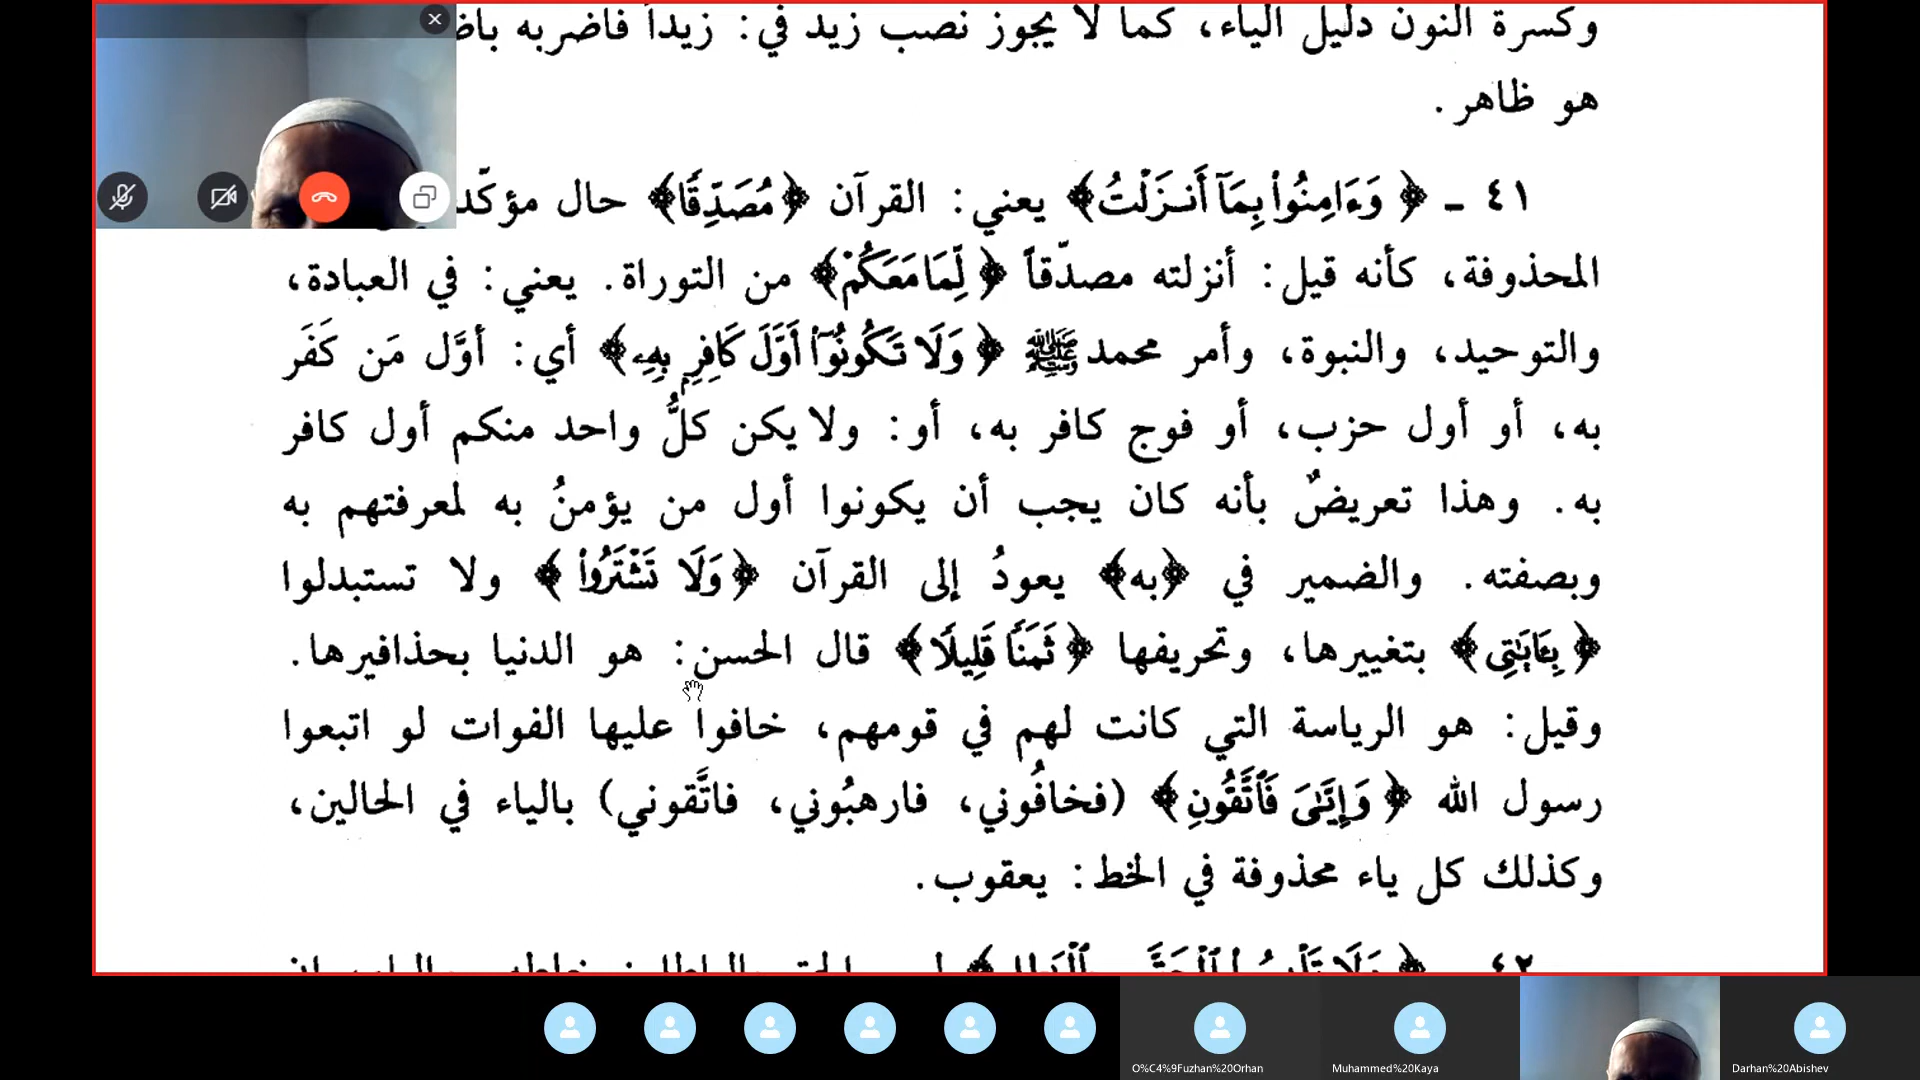 وكسرة النون دليل الياء، كما لا يجوز نصب زيد في: زيداً فاضربه
هو ظاهر.
٤١ ـ ﴿وَءَامِنُوا۟ بِمَآ أَنزَلْتُ﴾ يعني: القرآن ﴿مُصَدِّقًا﴾ حال مؤكّد
المحذوفة، كأنه قيل: أنزلته مصدّقاً ﴿لِّمَا مَعَكُمْ﴾ من التوراة. يعني: في العبادة،
والتوحيد، والنبوة، وأمر محمد ﷺ ﴿وَلَا تَكُونُوٓا۟ أَوَّلَ كَافِرٍۭ بِهِۦ﴾ أي: أوَّل مَن كَفَر
به، أو أول حزب، أو فوج كافر به، أو: ولا يكن كلُّ واحد منكم أول كافر
به. وهذا تعريضٌ بأنه كان يجب أن يكونوا أول من يؤمنُ به لمعرفتهم به
وبصفته. والضمير في ﴿به﴾ يعودُ إلى القرآن ﴿وَلَا تَشْتَرُوا۟﴾ ولا تستبدلوا
﴿بِـَٔايَـٰتِى﴾ بتغييرها، وتحريفها ﴿ثَمَنًا قَلِيلًا﴾ قال الحسن: هو الدنيا بحذافيرها.
وقيل: هو الرياسة التي كانت لهم في قومهم، خافوا عليها الفوات لو اتبعوا
رسول الله ﴿وَإِيَّـٰىَ فَٱتَّقُونِ﴾ (فخافُوني، فارهبُوني، فاتَّقوني) بالياء في الحالين،
وكذلك كل ياء محذوفة في الخط: يعقوب.
O%C4%9Fuzhan%20Orhan
Muhammed%20Kaya
Darhan%20Abishev